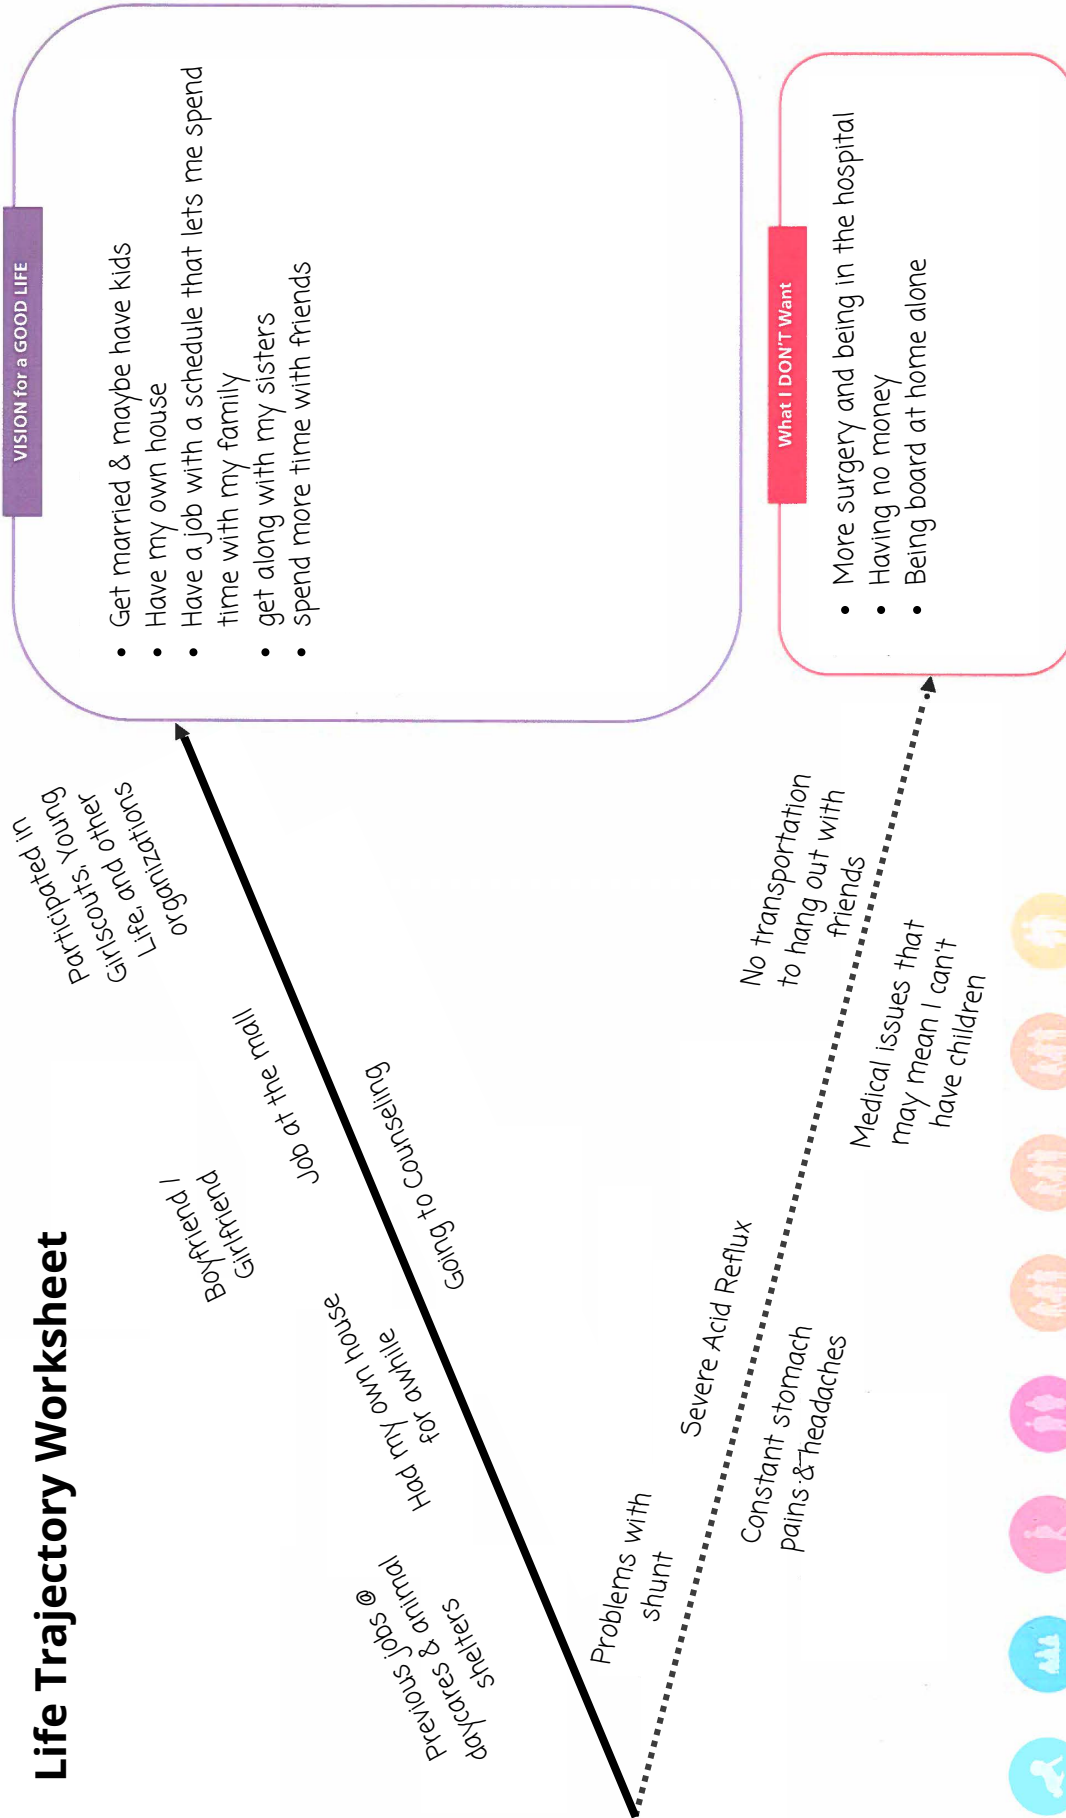 Life Trajectory Worksheet
VISION for a GOOD LIFE
• Get married & maybe have kids
• Have my own house
• Have a job with a schedule that lets me spend
time with my family
• get along with my sisters
• spend more time with friends
Participated in
Girlscouts, Young
Life, and other
organizations
Job at the mall
Boyfriend /
Girlfriend
Going to Counseling
Had my own house
for awhile
Previous jobs @
daycares & animal
shelters
What I DON'T Want
• More surgery and being in the hospital
• Having no money
• Being board at home alone
No transportation
to hang out with
friends
Medical issues that
may mean I can't
have children
Severe Acid Reflux
Constant stomach
pains & headaches
Problems with
shunt